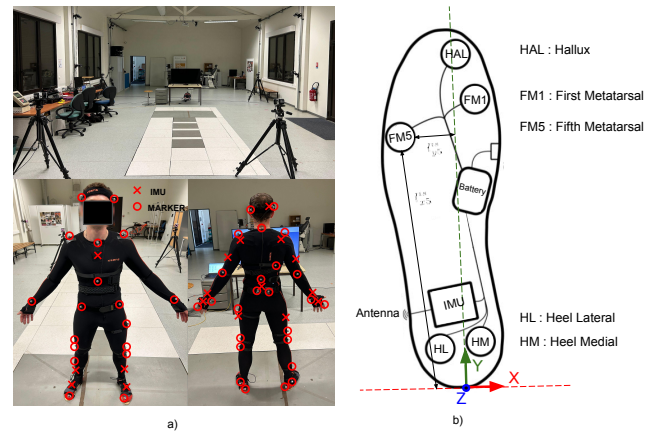 IMU
MARKER
a)
HAL
HAL : Hallux
FM1
FM1 : First Metatarsal
FM5
FM5 : Fifth Metatarsal
Battery
Antenna
IMU
HL : Heel Lateral
HL
HM
HM : Heel Medial
Y
X
Z
b)